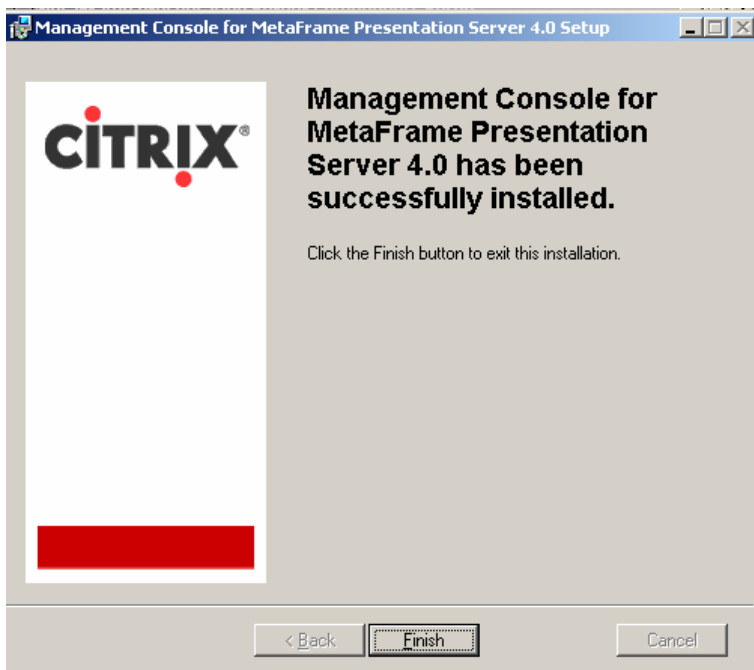 Management Console for MetaFrame Presentation Server 4.0 Setup
CITRIX®
Management Console for
MetaFrame Presentation
Server 4.0 has been
successfully installed.
Click the Finish button to exit this installation.
< Back
Finish
Cancel